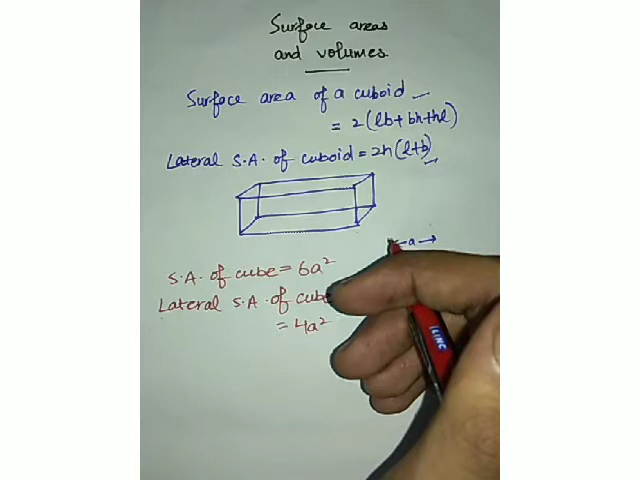 Surface areas
and volumes
Surface area of a cuboid
= 2(lb + bh + hl)
Lateral S.A. of cuboid = 2h(l+b)
a
S.A. of cube = 6a²
Lateral S.A. of cube
= 4a²
LINC